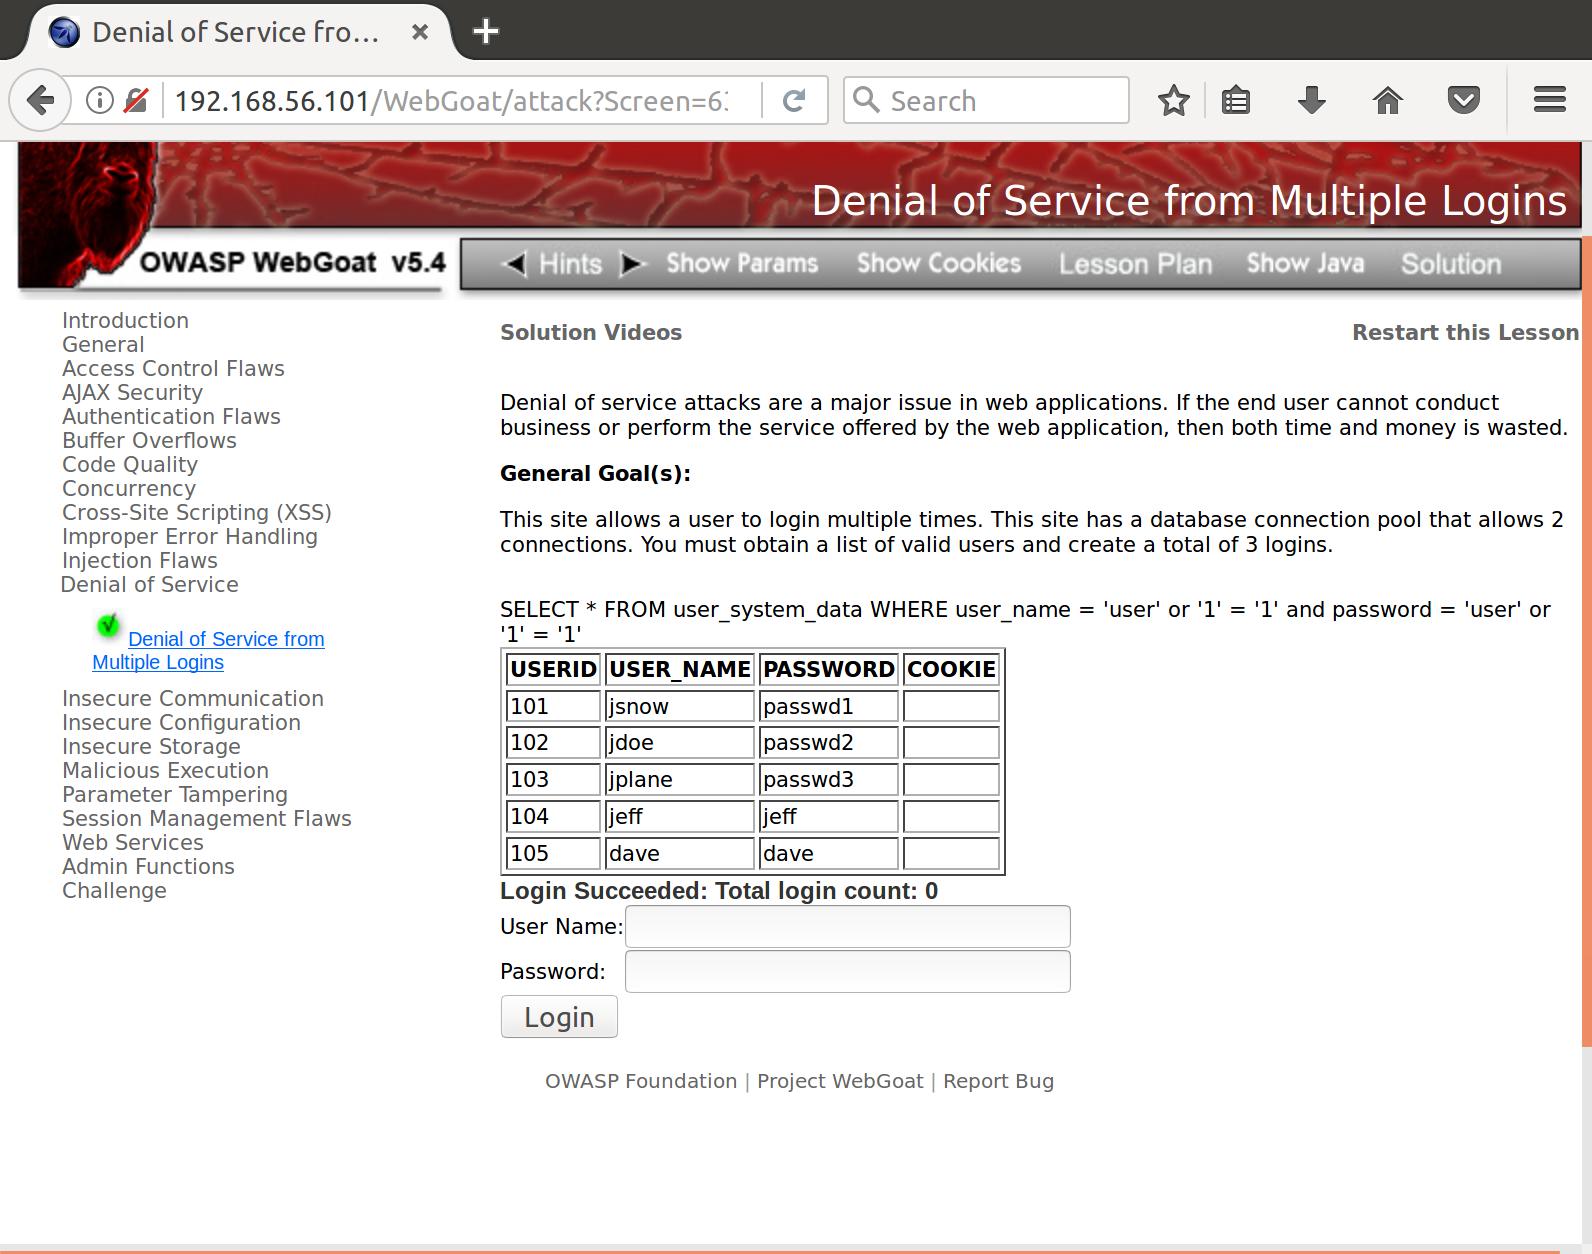 Denial of Service fro...
192.168.56.101/WebGoat/attack?Screen=6
Search
Denial of Service from Multiple Logins
OWASP WebGoat v5.4
Hints
Show Params
Show Cookies
Lesson Plan
Show Java
Solution
Introduction
General
Access Control Flaws
AJAX Security
Authentication Flaws
Buffer Overflows
Code Quality
Concurrency
Cross-Site Scripting (XSS)
Improper Error Handling
Injection Flaws
Denial of Service
Denial of Service from
Multiple Logins
Insecure Communication
Insecure Configuration
Insecure Storage
Malicious Execution
Parameter Tampering
Session Management Flaws
Web Services
Admin Functions
Challenge
Solution Videos
Restart this Lesson
Denial of service attacks are a major issue in web applications. If the end user cannot conduct
business or perform the service offered by the web application, then both time and money is wasted.
General Goal(s):
This site allows a user to login multiple times. This site has a database connection pool that allows 2
connections. You must obtain a list of valid users and create a total of 3 logins.
SELECT * FROM user_system_data WHERE user_name = 'user' or '1' = '1' and password = 'user' or
'1' = '1'
USERID USER_NAME PASSWORD COOKIE
101 jsnow passwd1
102 jdoe passwd2
103 jplane passwd3
104 jeff jeff
105 dave dave
Login Succeeded: Total login count: 0
User Name:
Password:
Login
OWASP Foundation | Project WebGoat | Report Bug